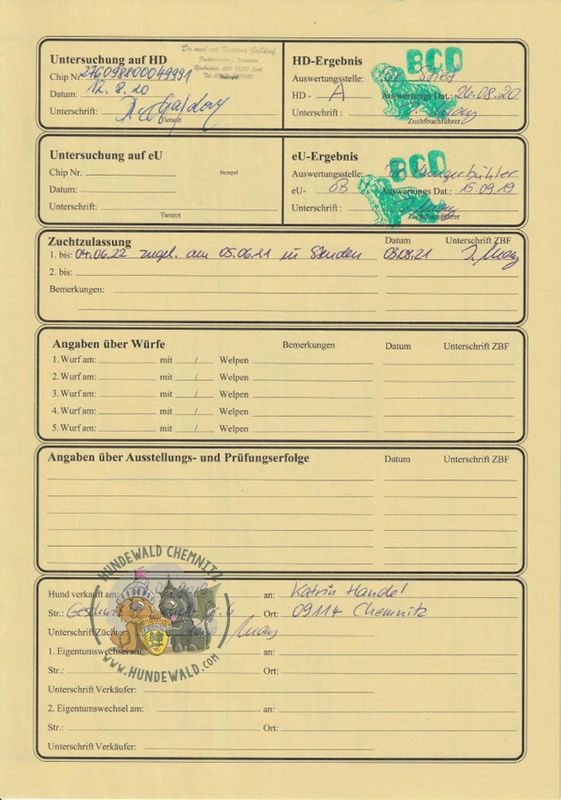 Untersuchung auf HD
Chip Nr. 276098800049991
Stempel
Datum: 12.8.20
Unterschrift:
Tierarzt
HD-Ergebnis
BCD
Auswertungsstelle:
HD - A Auswertungs Dat.: 26.08.20
Unterschrift :
Zuchtbuchführer
Untersuchung auf eU
Chip Nr.
Stempel
Datum:
Unterschrift:
Tierarzt
eU-Ergebnis
BCD
Auswertungsstelle:
eU- OB Auswertungs Dat.: 15.09.19
Unterschrift :
Zuchtbuchführer
Zuchtzulassung Datum Unterschrift ZBF
1. bis: 04.06.22 zugel. am 05.06.21 in Senden
2. bis:
Bemerkungen:
Angaben über Würfe Bemerkungen Datum Unterschrift ZBF
1. Wurf am: mit / Welpen
2. Wurf am: mit / Welpen
3. Wurf am: mit / Welpen
4. Wurf am: mit / Welpen
5. Wurf am: mit / Welpen
Angaben über Ausstellungs- und Prüfungserfolge Datum Unterschrift ZBF
HUNDEWALD CHEMNITZ
Hund verkauft am: an: Katrin Handel
Str.: Ort: 09114 Chemnitz
Unterschrift
1. Eigentumswechsel am: an:
WWW.HUNDEWALD.COM
Str.: Ort:
Unterschrift Verkäufer:
2. Eigentumswechsel am: an:
Str.: Ort:
Unterschrift Verkäufer: